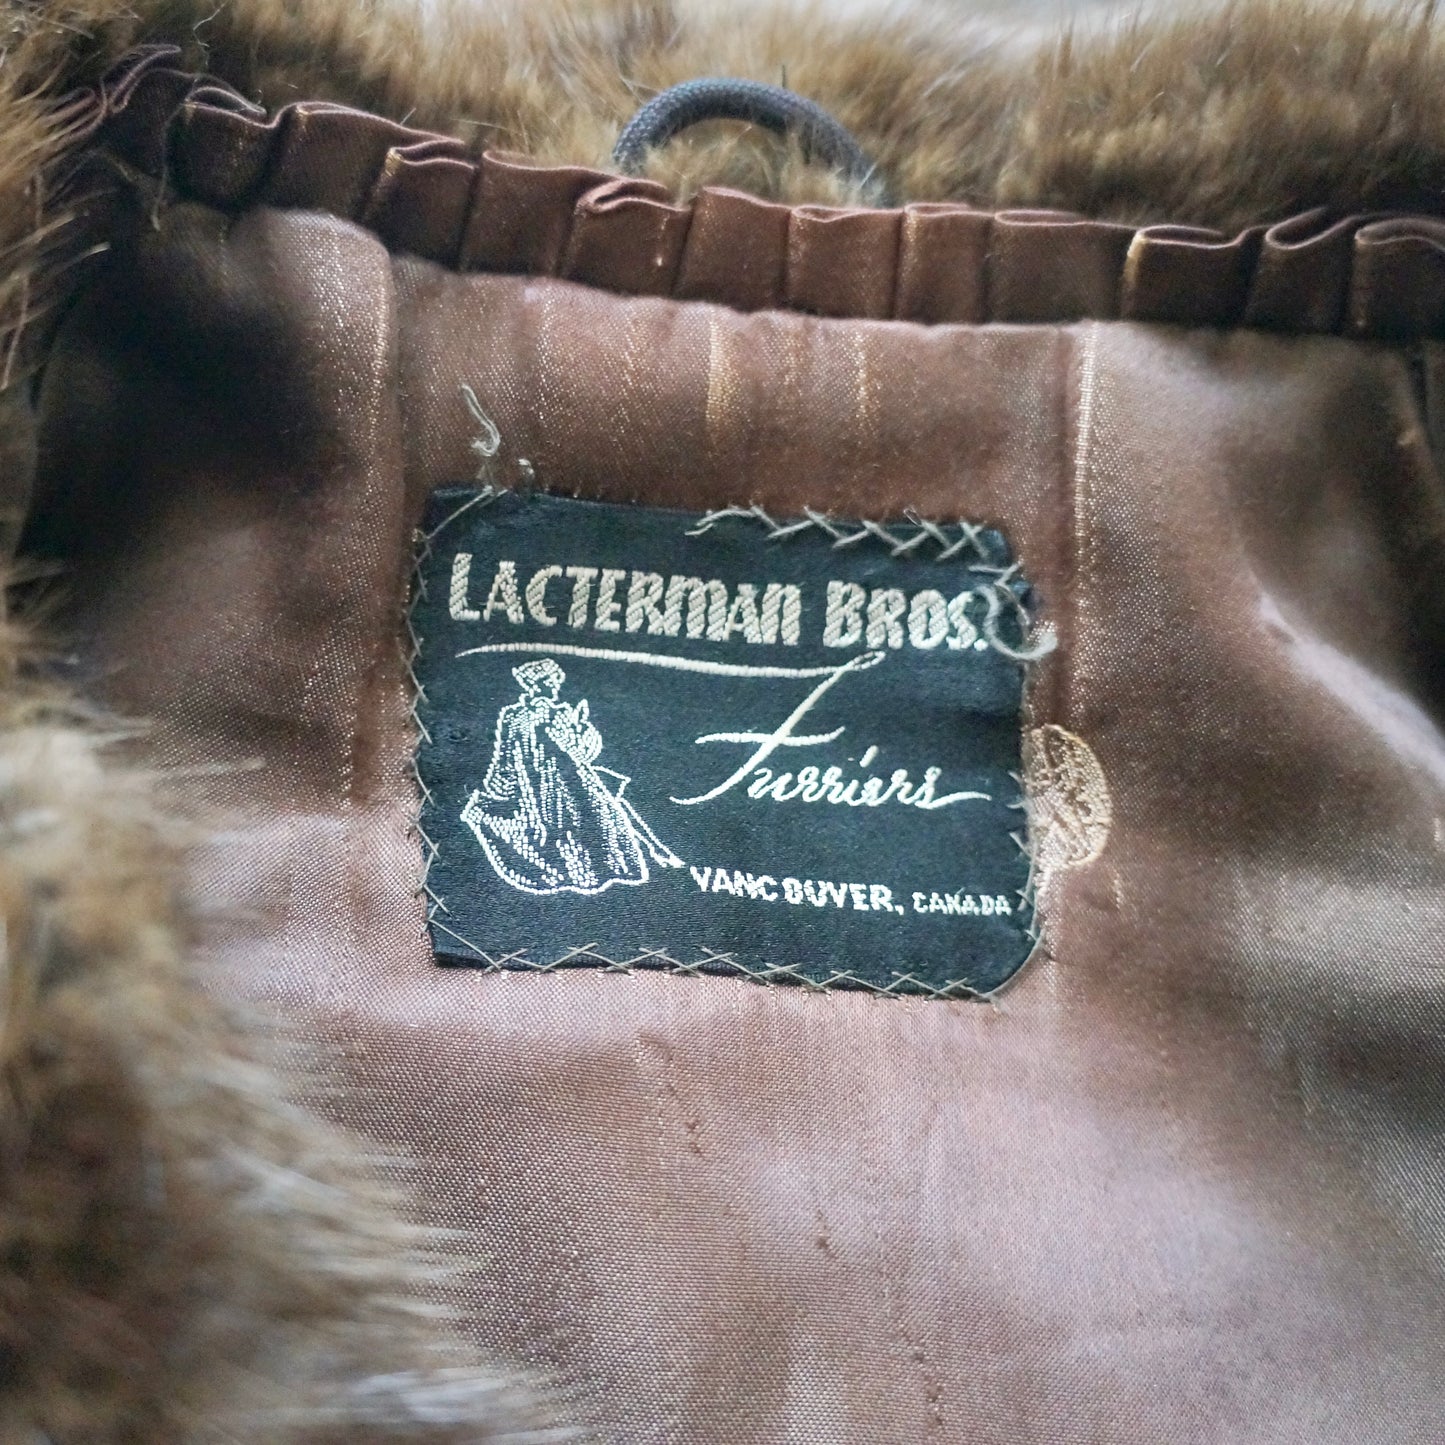 LACTERMAN BROS.
Furriers
VANCOUVER, CANADA